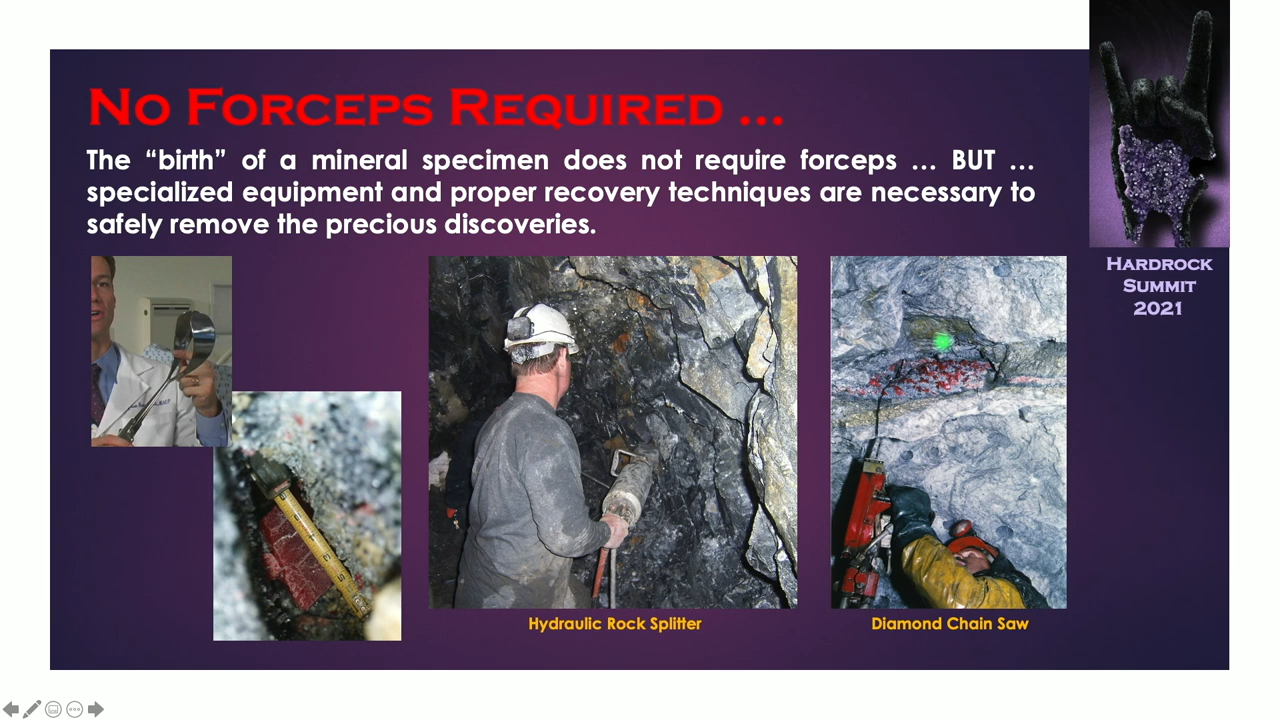 No Forceps Required ...
The “birth” of a mineral specimen does not require forceps ... BUT ...
specialized equipment and proper recovery techniques are necessary to
safely remove the precious discoveries.
Hardrock
Summit
2021
Hydraulic Rock Splitter
Diamond Chain Saw